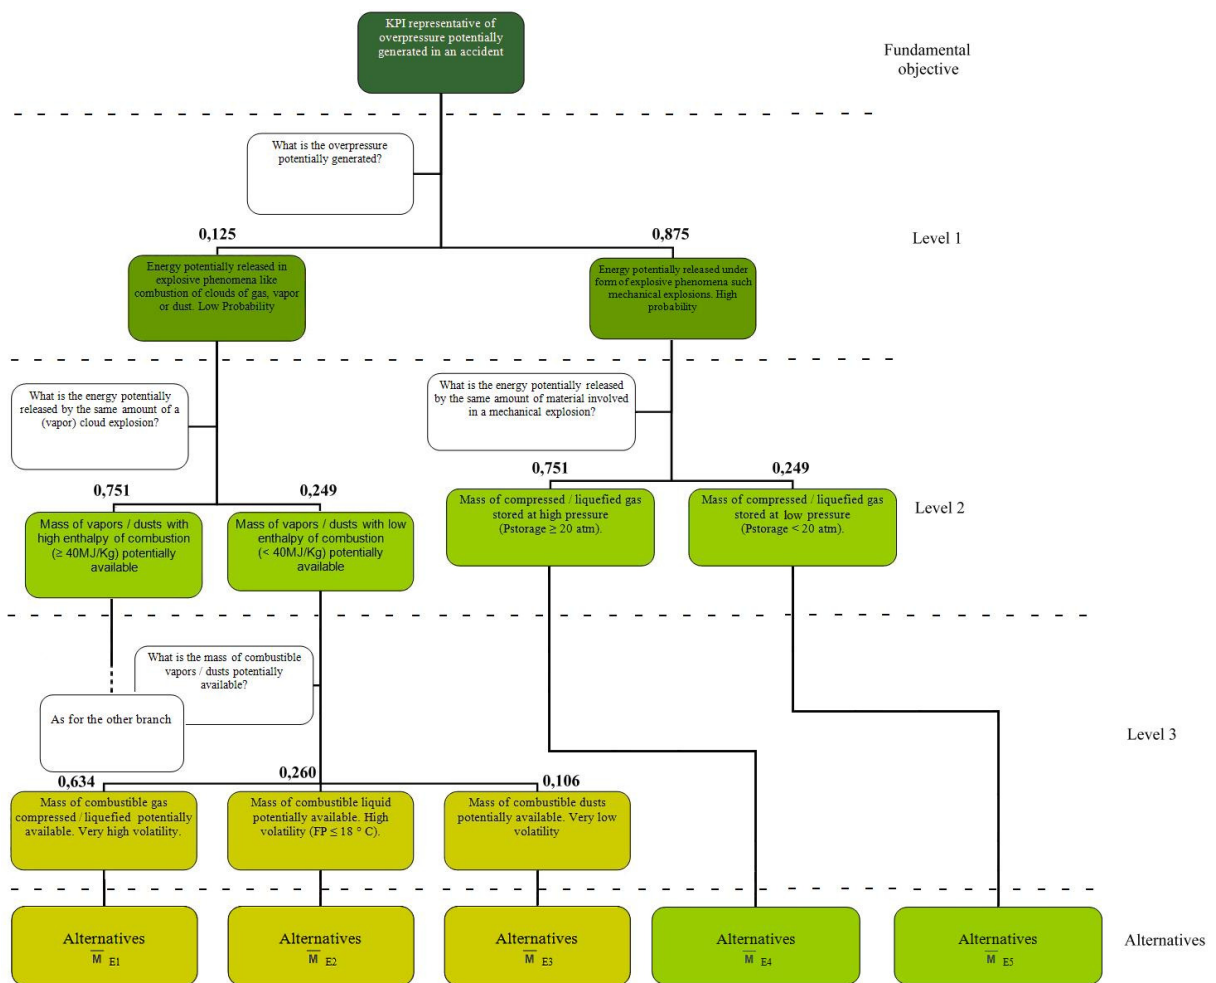 KPI representative of
overpressure potentially
generated in an accident
Fundamental
objective
What is the overpressure
potentially generated?
0,125
0,875
Level 1
Energy potentially released in
explosive phenomena like
combustion of clouds of gas, vapor
or dust. Low Probability
Energy potentially released under
form of explosive phenomena such
mechanical explosions. High
probability
What is the energy potentially
released by the same amount of a
(vapor) cloud explosion?
What is the energy potentially released
by the same amount of material involved
in a mechanical explosion?
0,751
0,249
0,751
0,249
Level 2
Mass of vapors / dusts with
high enthalpy of combustion
(≥ 40MJ/Kg) potentially
available
Mass of vapors / dusts with low
enthalpy of combustion
(< 40MJ/Kg) potentially
available
Mass of compressed / liquefied gas
stored at high pressure
(Pstorage ≥ 20 atm).
Mass of compressed / liquefied gas
stored at low pressure
(Pstorage < 20 atm).
What is the mass of combustible
vapors / dusts potentially
available?
As for the other branch
Level 3
0,634
0,260
0,106
Mass of combustible gas
compressed / liquefied potentially
available. Very high volatility.
Mass of combustible liquid
potentially available. High
volatility (FP ≤ 18 ° C).
Mass of combustible dusts
potentially available. Very low
volatility
Alternatives
M E1
Alternatives
M E2
Alternatives
M E3
Alternatives
M E4
Alternatives
M E5
Alternatives